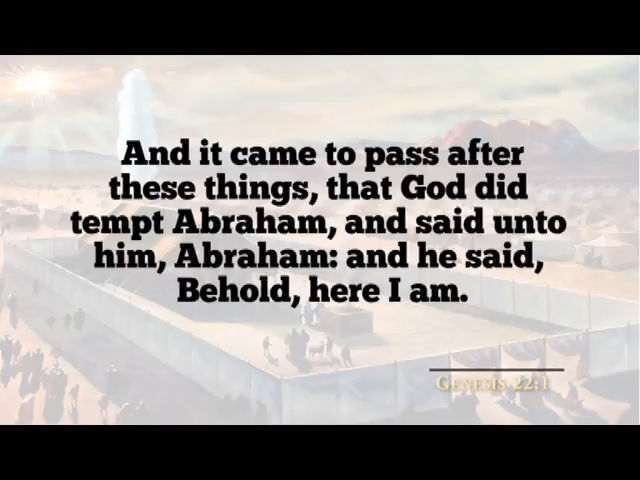 And it came to pass after
these things, that God did
tempt Abraham, and said unto
him, Abraham: and he said,
Behold, here I am.
Genesis 22:1